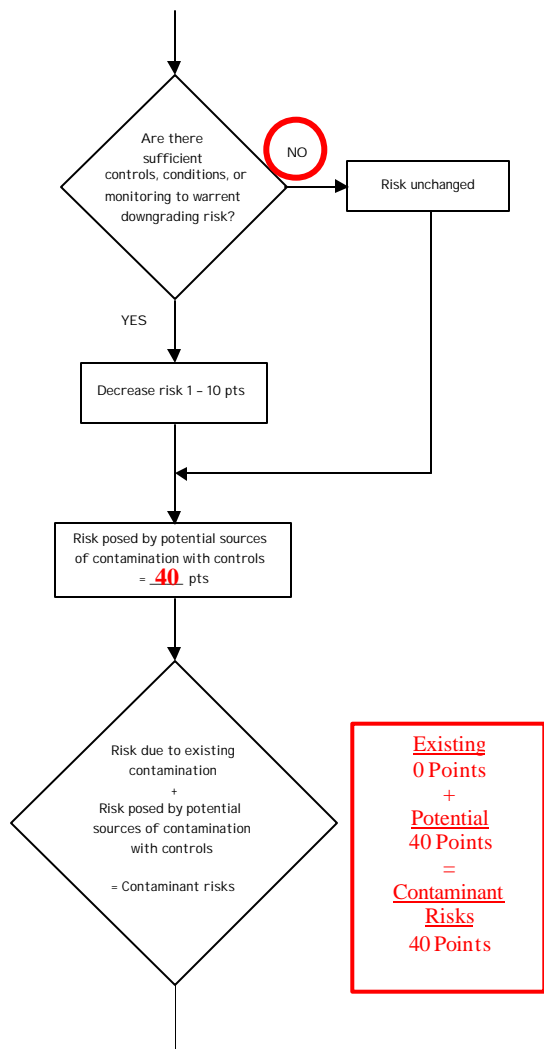 Are there
sufficient
controls, conditions, or
monitoring to warrent
downgrading risk?
NO
Risk unchanged
YES
Decrease risk 1 – 10 pts
Risk posed by potential sources
of contamination with controls
= 40 pts
Risk due to existing
contamination
+
Risk posed by potential
sources of contamination
with controls
= Contaminant risks
Existing
0 Points
+
Potential
40 Points
=
Contaminant
Risks
40 Points